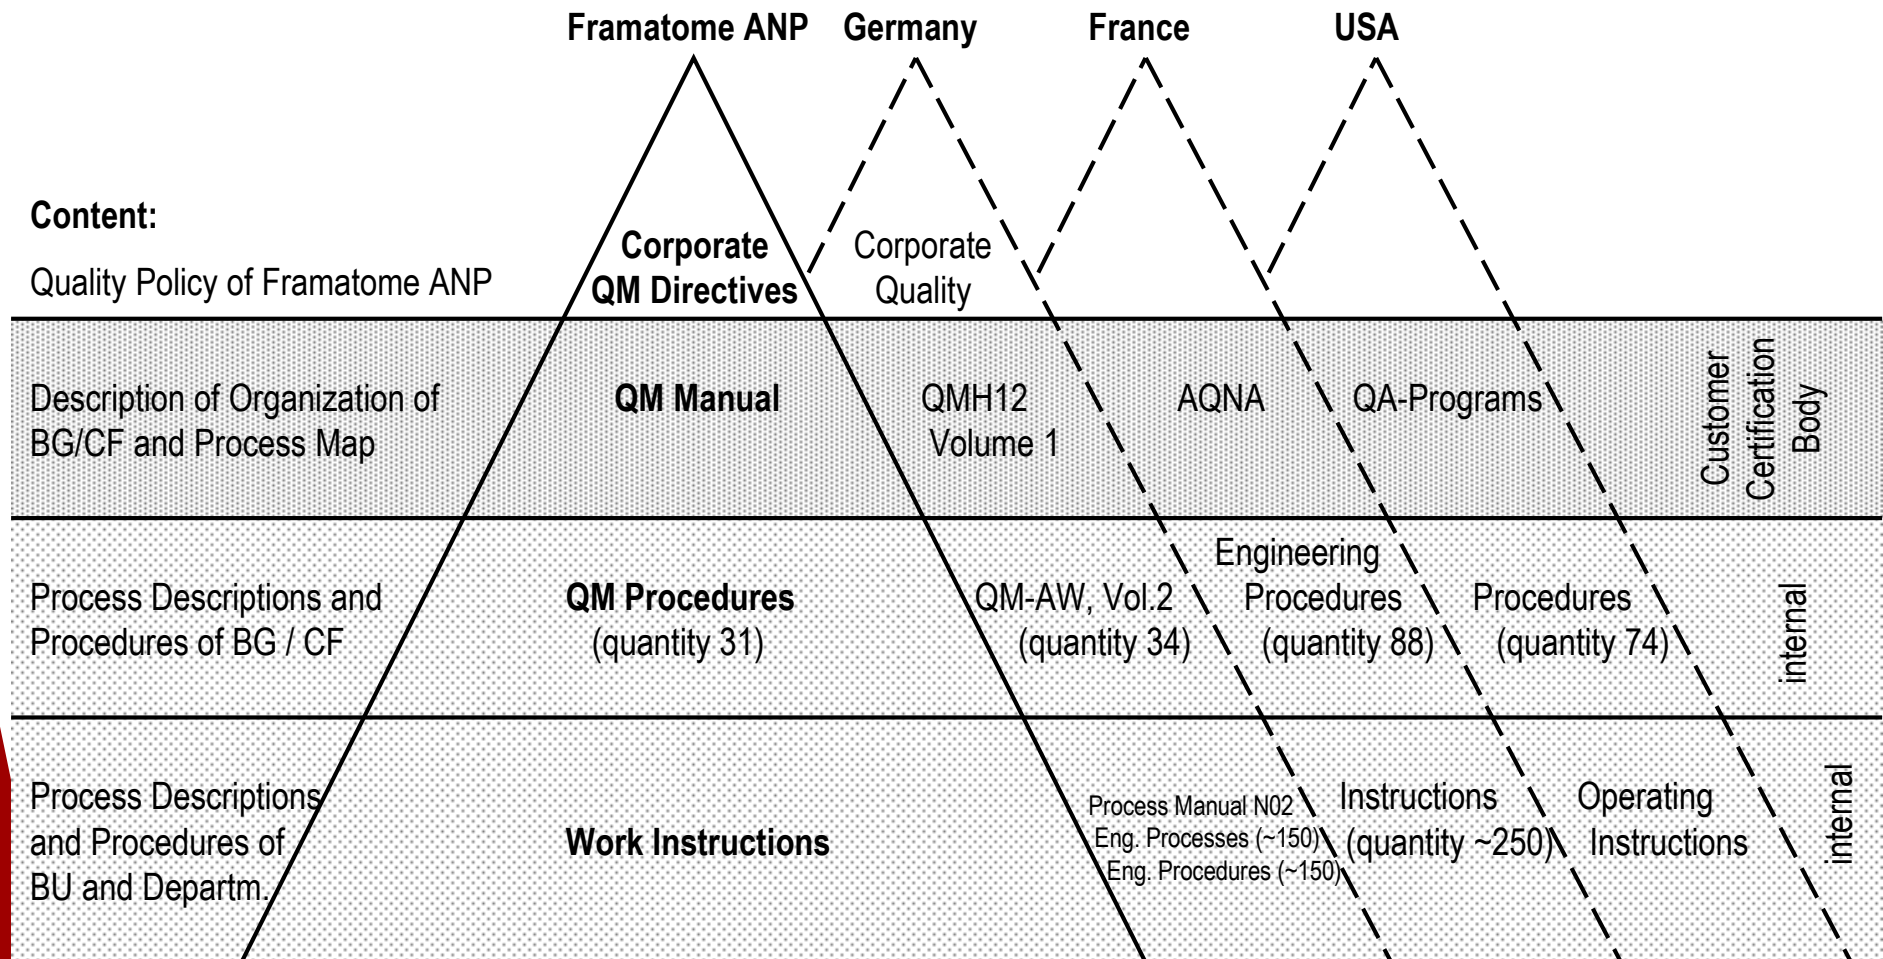 Framatome ANP
Germany
France
USA
Content:
Quality Policy of Framatome ANP
Corporate
QM Directives
Corporate
Quality
Description of Organization of
BG/CF and Process Map
QM Manual
QMH12
Volume 1
AQNA
QA-Programs
Customer
Certification
Body
Process Descriptions and
Procedures of BG / CF
QM Procedures
(quantity 31)
QM-AW, Vol.2
(quantity 34)
Engineering
Procedures
(quantity 88)
Procedures
(quantity 74)
internal
Process Descriptions
and Procedures of
BU and Departm.
Work Instructions
Process Manual N02
Eng. Processes (~150)
Eng. Procedures (~150)
Instructions
(quantity ~250)
Operating
Instructions
internal